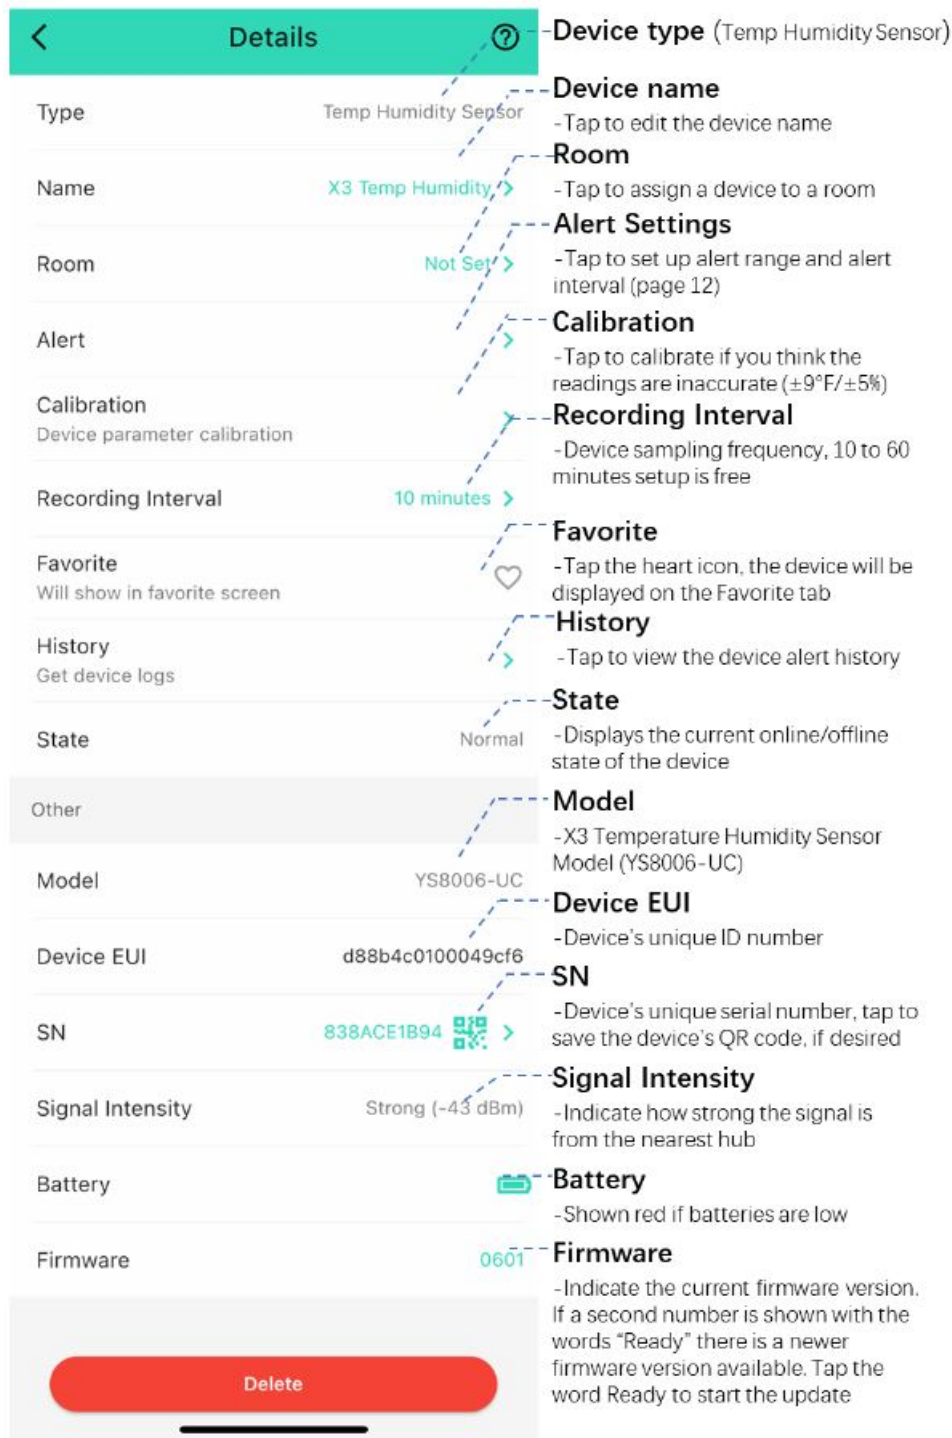 Details
Type
Temp Humidity Sensor
Name
X3 Temp Humidity
Room
Not Set
Alert
Calibration
Device parameter calibration
Recording Interval
10 minutes
Favorite
Will show in favorite screen
History
Get device logs
State
Normal
Other
Model
YS8006-UC
Device EUI
d88b4c0100049cf6
SN
838ACE1B94
Signal Intensity
Strong (-43 dBm)
Battery
Firmware
0601
Delete
Device type (Temp Humidity Sensor)
Device name
-Tap to edit the device name
Room
-Tap to assign a device to a room
Alert Settings
-Tap to set up alert range and alert
interval (page 12)
Calibration
-Tap to calibrate if you think the
readings are inaccurate (±9°F/±5%)
Recording Interval
-Device sampling frequency, 10 to 60
minutes setup is free
Favorite
-Tap the heart icon, the device will be
displayed on the Favorite tab
History
-Tap to view the device alert history
State
-Displays the current online/offline
state of the device
Model
-X3 Temperature Humidity Sensor
Model (YS8006-UC)
Device EUI
-Device's unique ID number
SN
-Device's unique serial number, tap to
save the device's QR code, if desired
Signal Intensity
-Indicate how strong the signal is
from the nearest hub
Battery
-Shown red if batteries are low
Firmware
-Indicate the current firmware version.
If a second number is shown with the
words "Ready" there is a newer
firmware version available. Tap the
word Ready to start the update